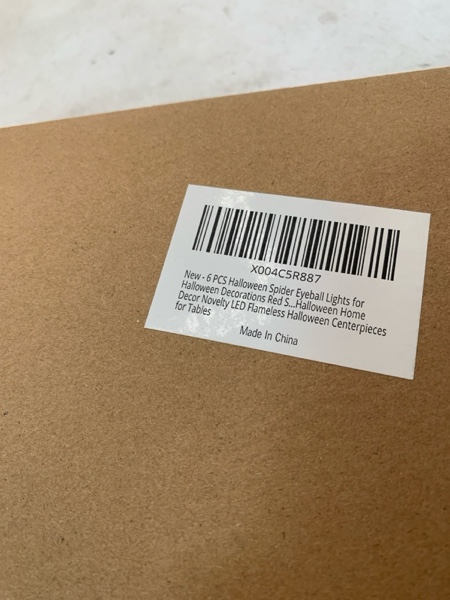 X004C5R887
New - 6 PCS Halloween Spider Eyeball Lights for
Halloween Decorations Red S...Halloween Home
Decor Novelty LED Flameless Halloween Centerpieces
for Tables
Made In China